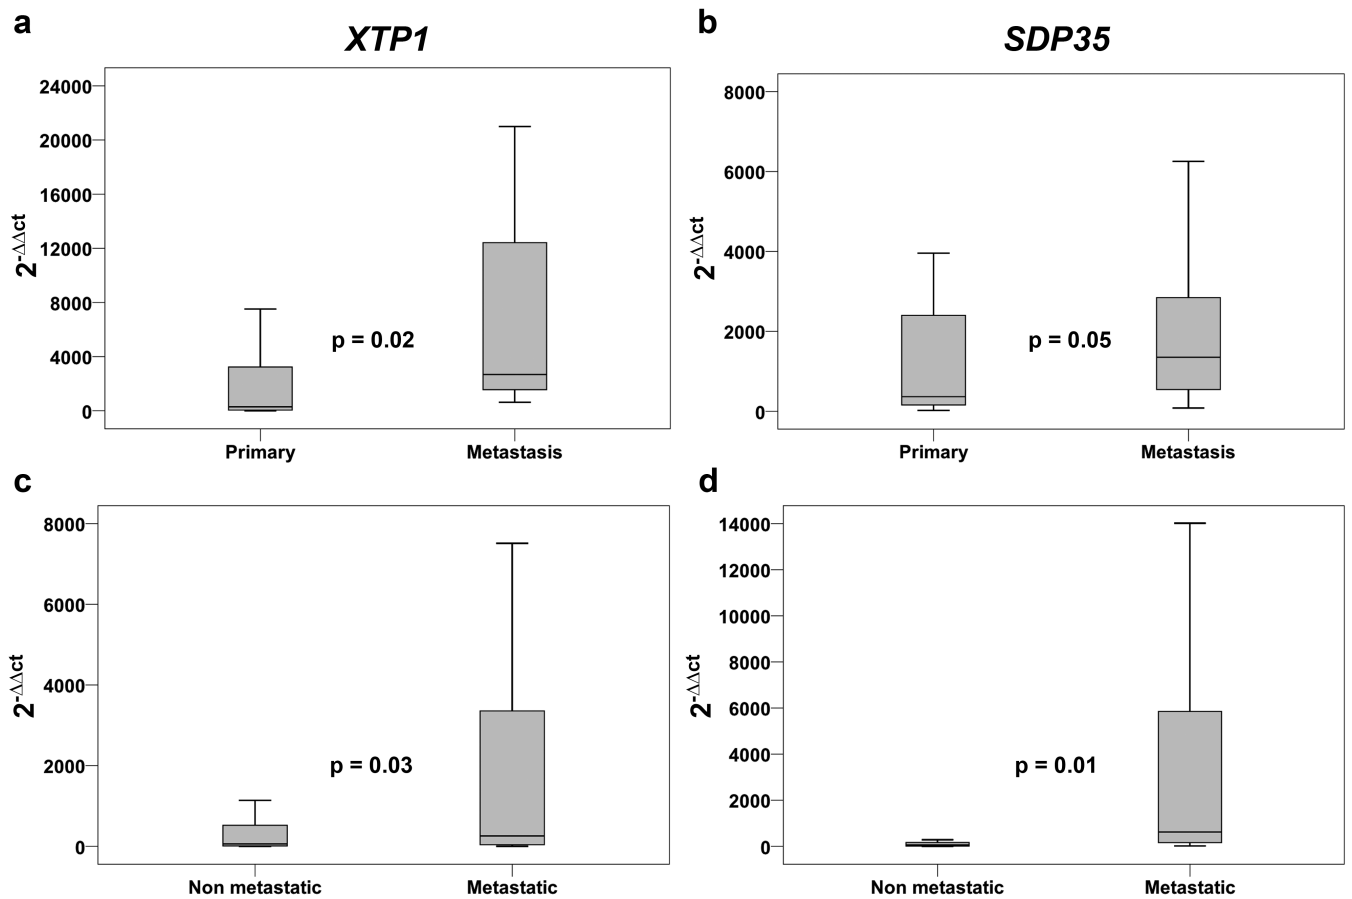 a
XTP1
24000
20000
16000
12000
8000
4000
0
2-ΔΔct
p = 0.02
Primary
Metastasis
b
SDP35
8000
6000
4000
2000
0
2-ΔΔct
p = 0.05
Primary
Metastasis
c
8000
6000
4000
2000
0
2-ΔΔct
p = 0.03
Non metastatic
Metastatic
d
14000
12000
10000
8000
6000
4000
2000
0
2-ΔΔct
p = 0.01
Non metastatic
Metastatic